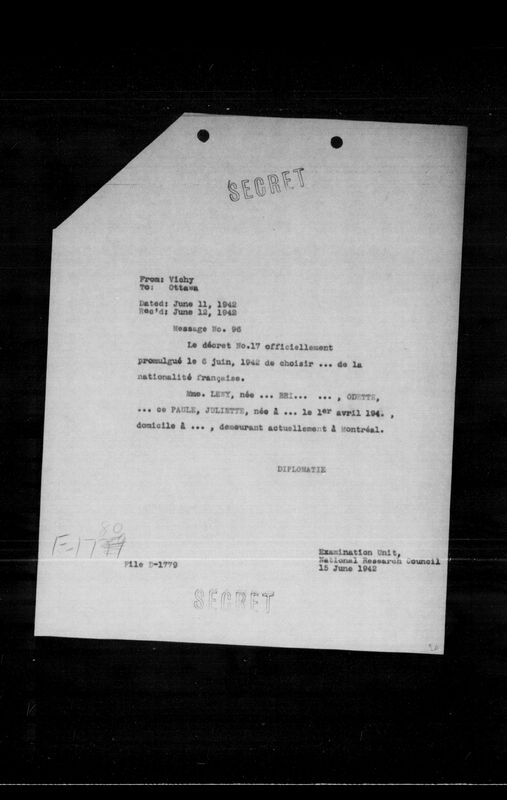 SECRET
From: Vichy
To: Ottawa
Dated: June 11, 1942
Rec'd: June 12, 1942
Message No. 96
Le décret No.17 officiellement
promulgué le 6 juin, 1942 de choisir ... de la
nationalité française.
Mme. LEVY, née ... BRI... ... , ODETTE,
... ce PAULE, JULIETTE, née à ... le 1er avril 194. ,
domicile à ... , demeurant actuellement à Montréal.
DIPLOMATIE
80
F-17
File D-1779
Examination Unit,
National Research Council
15 June 1942
SECRET